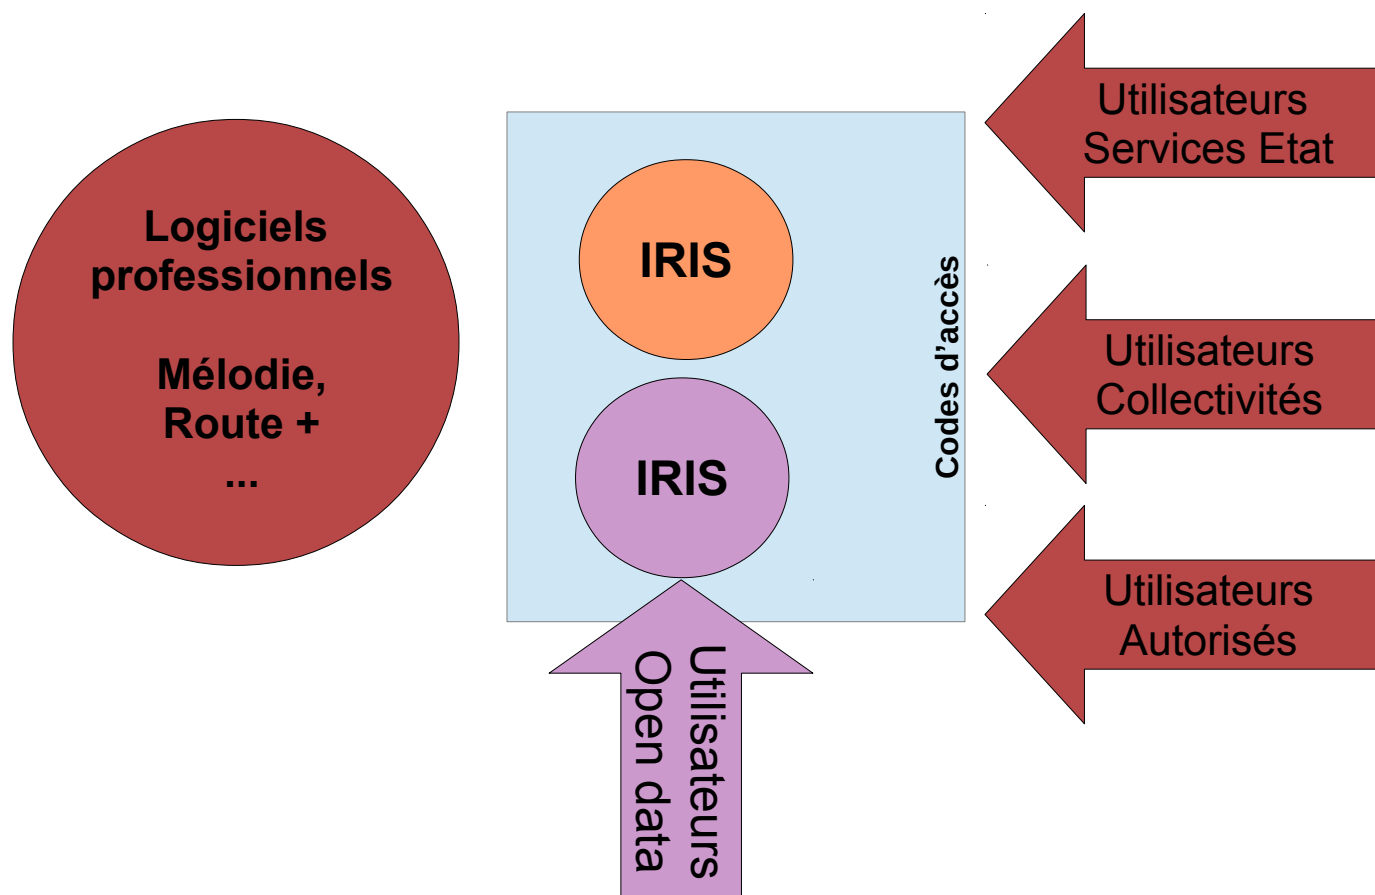 Logiciels
professionnels
Mélodie,
Route +
...
IRIS
IRIS
Codes d'accès
Utilisateurs
Services Etat
Utilisateurs
Collectivités
Utilisateurs
Autorisés
Utilisateurs
Open data